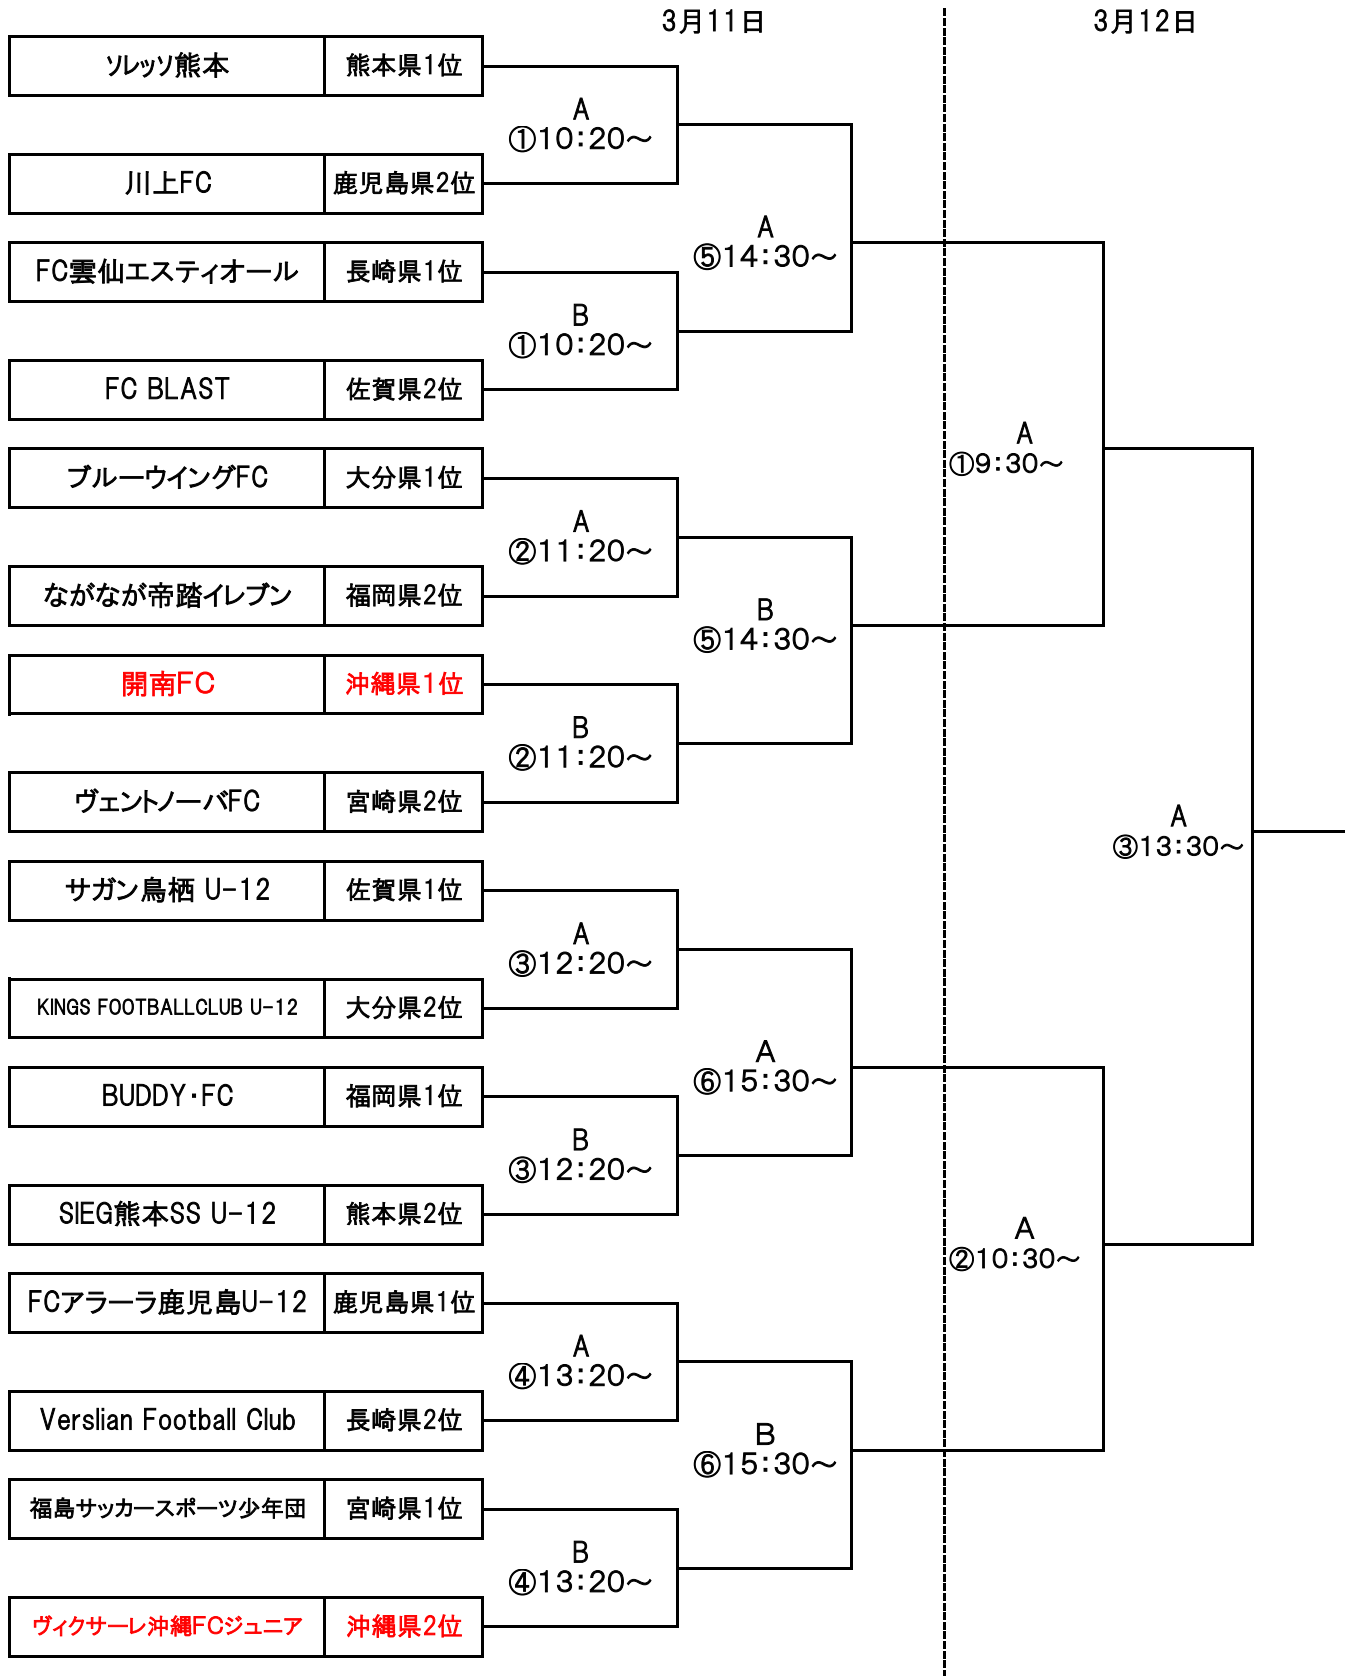 3月11日
3月12日
ソレッソ熊本 熊本県1位
A
①10:20～
川上FC 鹿児島県2位
A
⑤14:30～
FC雲仙エスティオール 長崎県1位
B
①10:20～
FC BLAST 佐賀県2位
A
①9:30～
ブルーウイングFC 大分県1位
A
②11:20～
ながなが帝踏イレブン 福岡県2位
B
⑤14:30～
開南FC 沖縄県1位
B
②11:20～
ヴェントノーバFC 宮崎県2位
A
③13:30～
サガン鳥栖 U-12 佐賀県1位
A
③12:20～
KINGS FOOTBALLCLUB U-12 大分県2位
A
⑥15:30～
BUDDY・FC 福岡県1位
B
③12:20～
SIEG熊本SS U-12 熊本県2位
A
②10:30～
FCアラーラ鹿児島U-12 鹿児島県1位
A
④13:20～
Verslian Football Club 長崎県2位
B
⑥15:30～
福島サッカースポーツ少年団 宮崎県1位
B
④13:20～
ヴィクサーレ沖縄FCジュニア 沖縄県2位